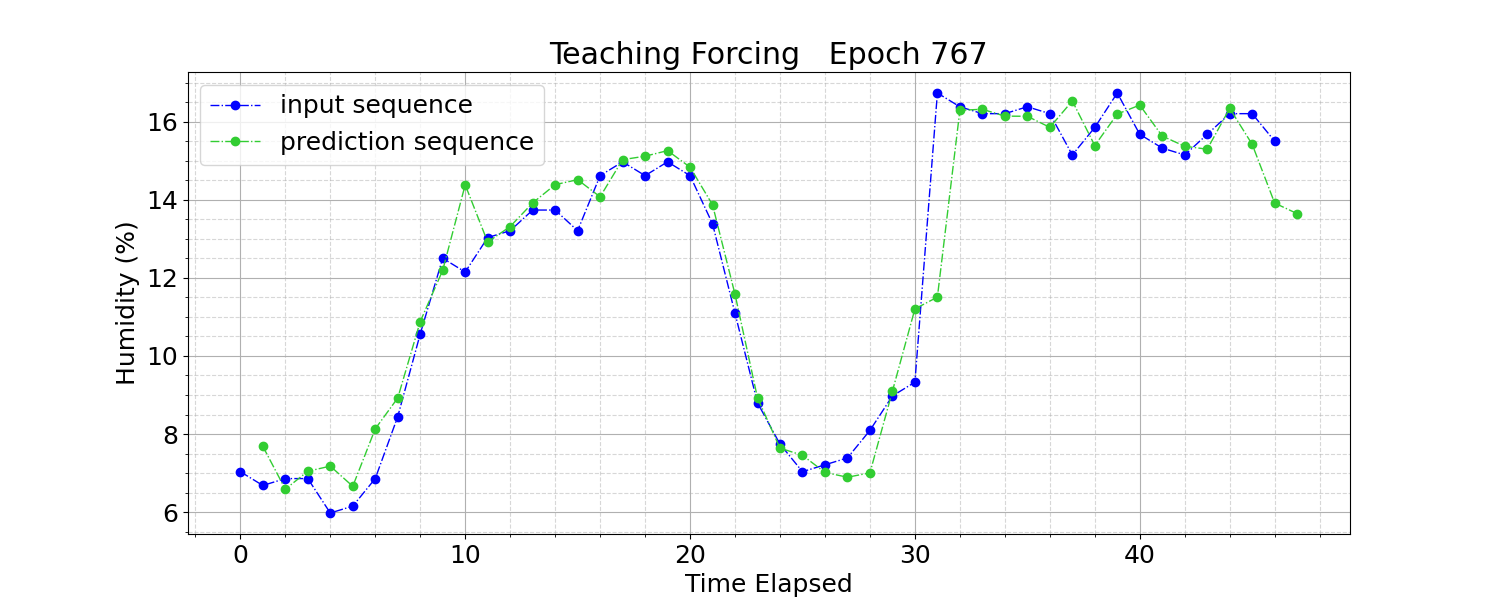 Teaching Forcing   Epoch 767
input sequence
prediction sequence
Humidity (%)
16
14
12
10
8
6
0 10 20 30 40
Time Elapsed